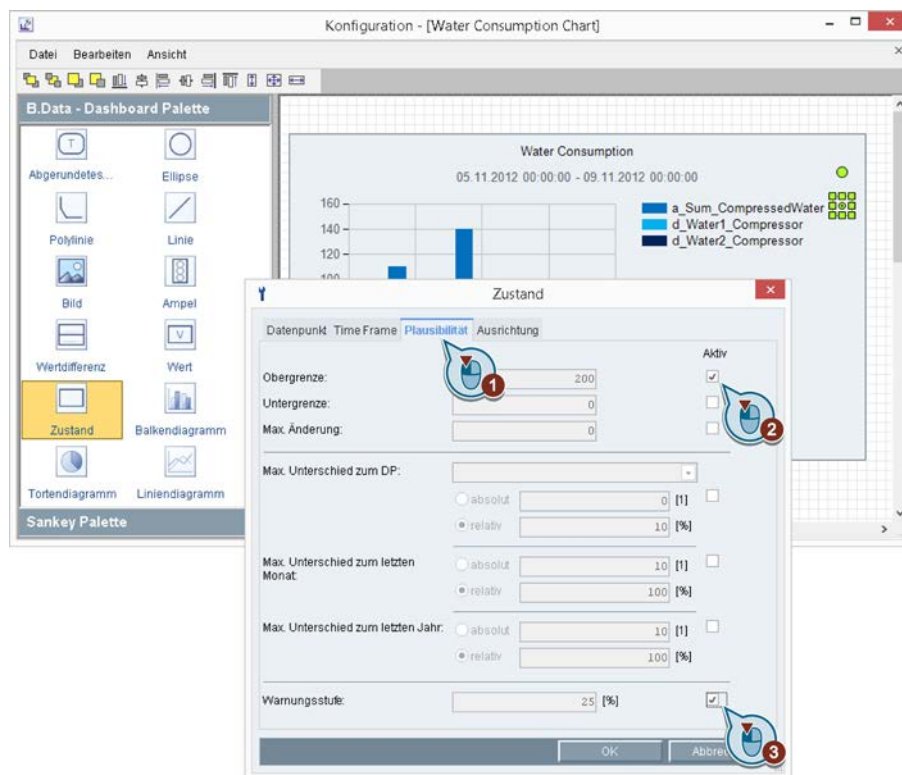 Konfiguration - [Water Consumption Chart]
Datei Bearbeiten Ansicht
B.Data - Dashboard Palette
T
Abgerundetes... Ellipse
Polylinie Linie
Bild Ampel
V
Wertdifferenz Wert
Zustand Balkendiagramm
Tortendiagramm Liniendiagramm
Sankey Palette
Water Consumption
05.11.2012 00:00:00 - 09.11.2012 00:00:00
160
140
120
100
a_Sum_CompressedWater
d_Water1_Compressor
d_Water2_Compressor
Zustand
Datenpunkt Time Frame Plausibilität Ausrichtung
Aktiv
1
Obergrenze: 200
Untergrenze: 0
2
Max. Änderung: 0
Max. Unterschied zum DP:
absolut 0 [1]
relativ 10 [%]
Max. Unterschied zum letzten
Monat:
absolut 10 [1]
relativ 100 [%]
Max. Unterschied zum letzten Jahr: absolut 10 [1]
relativ 100 [%]
Warnungsstufe: 25 [%]
OK Abbrec
3